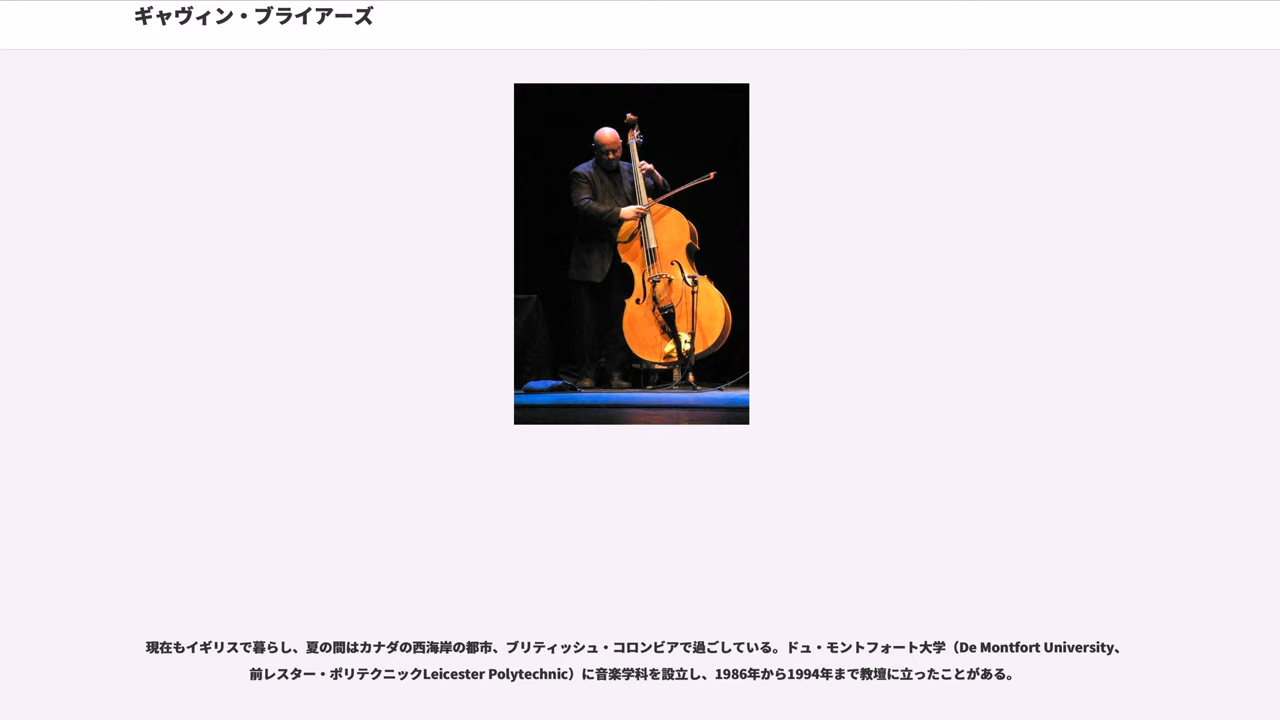 ギャヴィン・ブライアーズ
現在もイギリスで暮らし、夏の間はカナダの西海岸の都市、ブリティッシュ・コロンビアで過ごしている。ドュ・モントフォート大学（De Montfort University、
前レスター・ポリテクニックLeicester Polytechnic）に音楽学科を設立し、1986年から1994年まで教壇に立ったことがある。